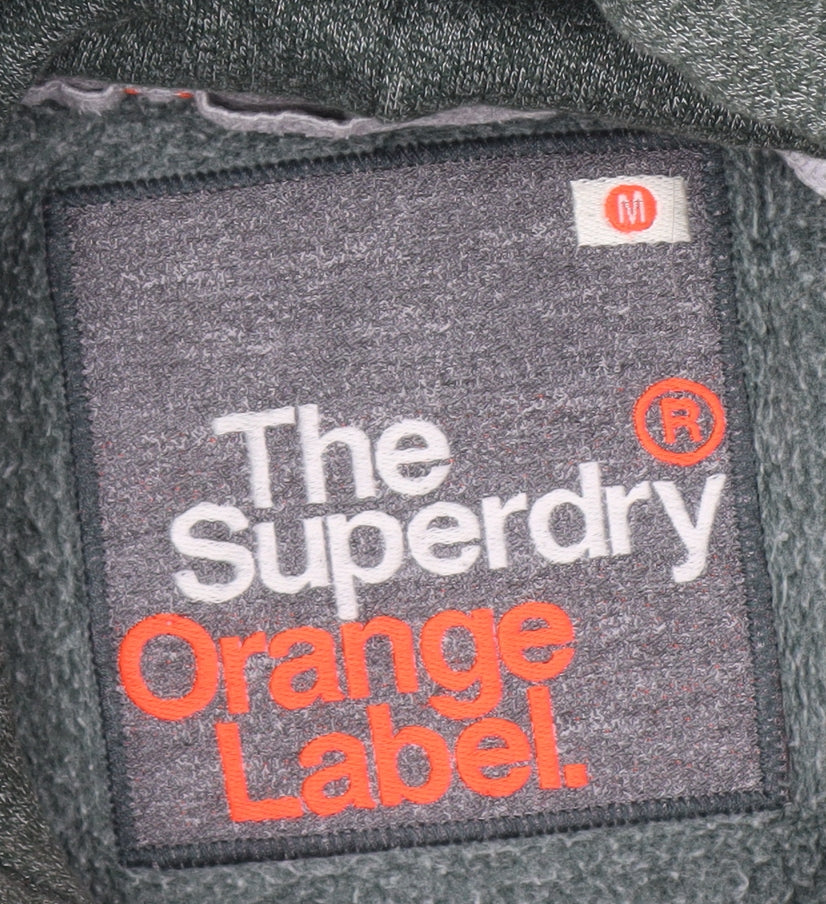 M
®
The
Superdry
Orange
Label.